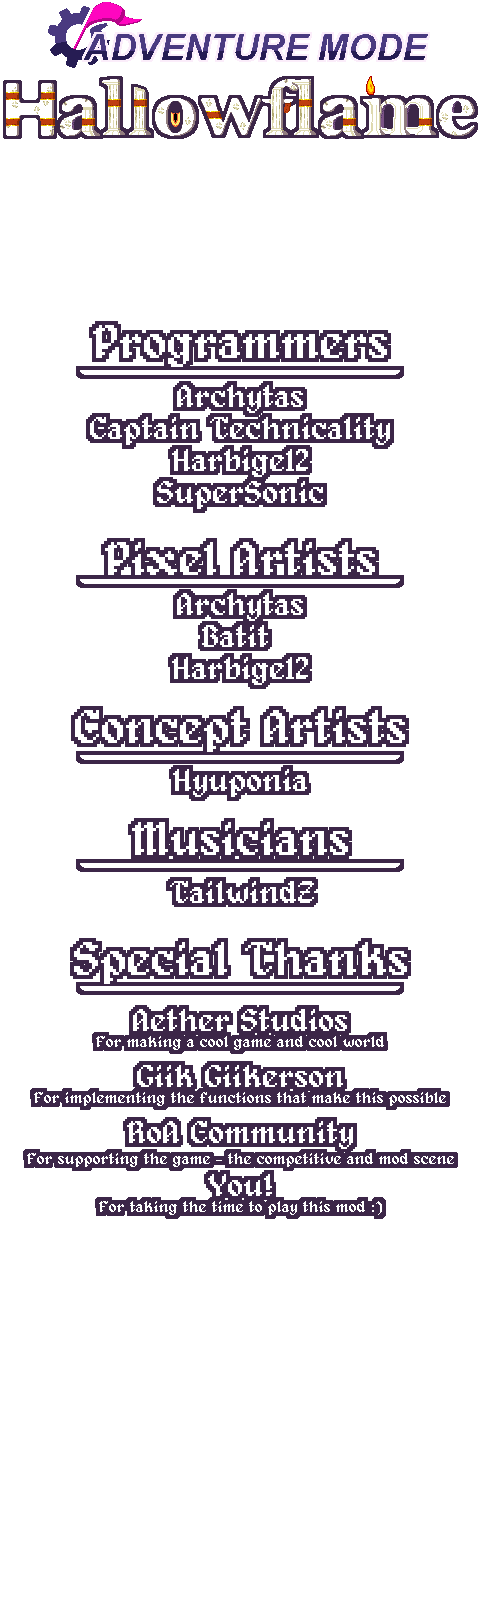 ADVENTURE MODE
Hallowflame
Programmers
Archytas
Captain Technicality
Harbige12
SuperSonic
Pixel Artists
Archytas
Batit
Harbige12
Concept Artists
Hyuponia
Musicians
TailwindZ
Special Thanks
Aether Studios
For making a cool game and cool world
Giik Giikerson
For implementing the functions that make this possible
RoA Community
For supporting the game - the competitive and mod scene
You!
For taking the time to play this mod :)